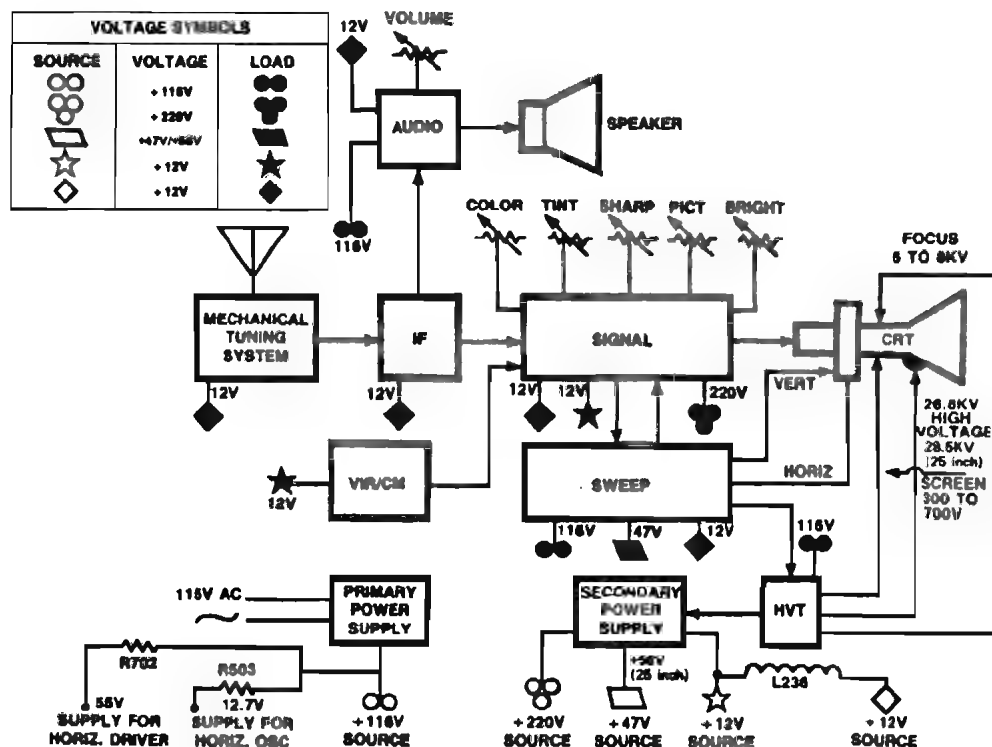 VOLTAGE SYMBOLS
SOURCE VOLTAGE LOAD
+116V
+220V
+47V/+56V
+12V
+12V
12V
VOLUME
AUDIO
SPEAKER
116V
COLOR TINT SHARP PICT BRIGHT
FOCUS
6 TO 8KV
MECHANICAL
TUNING
SYSTEM
IF
SIGNAL
CRT
12V
12V
12V
12V
220V
VERT
26.8KV
HIGH
VOLTAGE
28.5KV
(25 inch)
VIR/CM
12V
SWEEP
HORIZ
SCREEN
300 TO
700V
116V
47V
12V
116V
115V AC
PRIMARY
POWER
SUPPLY
SECONDARY
POWER
SUPPLY
HVT
R702
R503
+56V
(25 inch)
L236
55V
SUPPLY FOR
HORIZ. DRIVER
12.7V
SUPPLY FOR
HORIZ. OSC
+116V
SOURCE
+220V
SOURCE
+47V
SOURCE
+12V
SOURCE
+12V
SOURCE